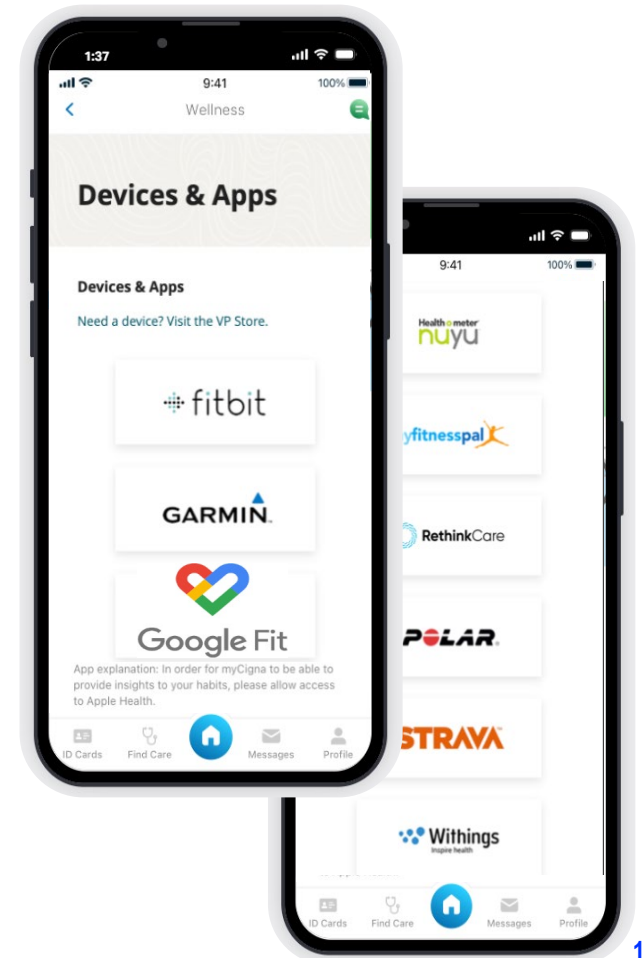 1:37
9:41
100%
Wellness
Devices & Apps
Devices & Apps
Need a device? Visit the VP Store.
fitbit
GARMIN.
Google Fit
App explanation: In order for myCigna to be able to
provide insights to your habits, please allow access
to Apple Health.
ID Cards
Find Care
Messages
Profile
9:41
100%
Health o meter
nuyu
yfitnesspal
RethinkCare
POLAR.
STRAVA
Withings
Inspire health
ID Cards
Find Care
Messages
Profile
1